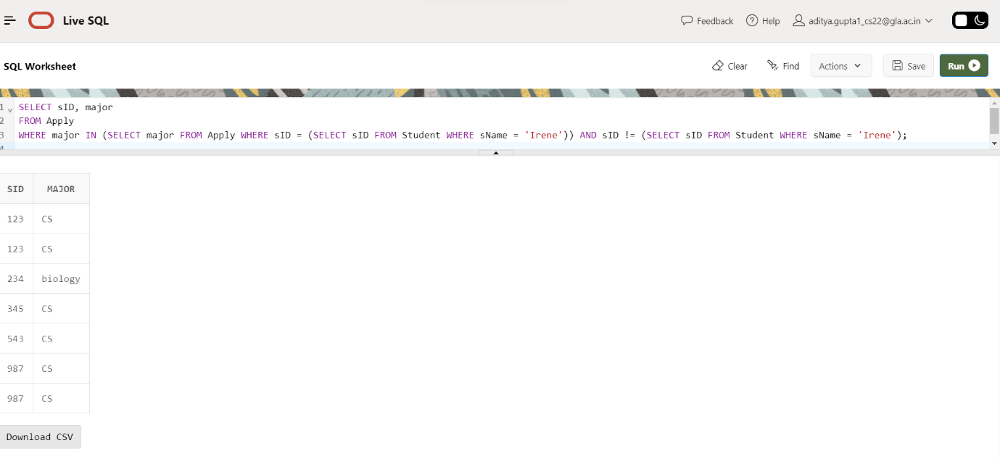 Live SQL
Feedback Help aditya.gupta1_cs22@gla.ac.in
SQL Worksheet
Clear Find Actions Save Run
1 SELECT sID, major
2 FROM Apply
3 WHERE major IN (SELECT major FROM Apply WHERE sID = (SELECT sID FROM Student WHERE sName = 'Irene')) AND sID != (SELECT sID FROM Student WHERE sName = 'Irene');
4
SID MAJOR
123 CS
123 CS
234 biology
345 CS
543 CS
987 CS
987 CS
Download CSV